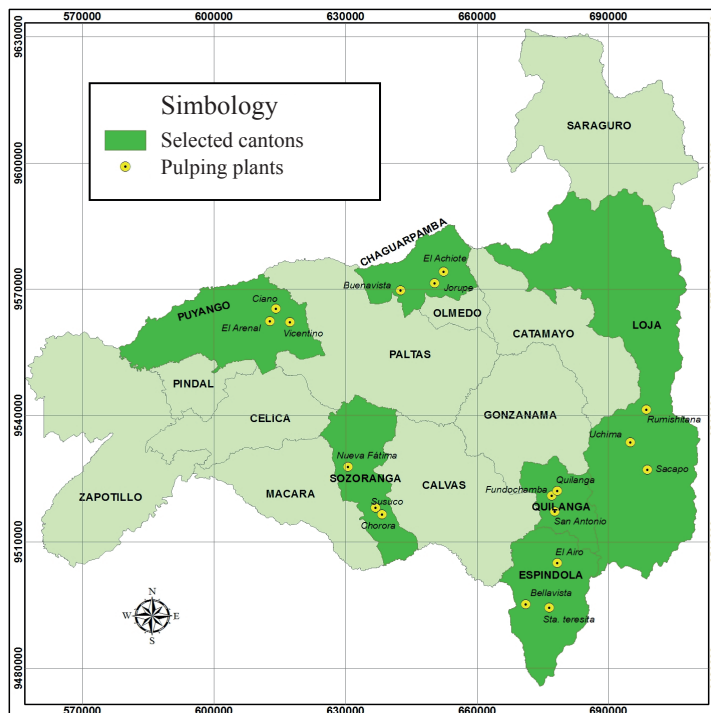 570000 600000 630000 660000 690000
9630000
9600000
9570000
9540000
9510000
9480000
Simbology
Selected cantons
Pulping plants
SARAGURO
CHAGUARPAMBA
El Achiote
Buenavista
Jorupe
PUYANGO
Ciano
El Arenal
Vicentino
OLMEDO
CATAMAYO
LOJA
PALTAS
PINDAL
CELICA
GONZANAMA
Rumishitana
Uchima
Sacapo
Nueva Fátima
SOZORANGA
Susuco
Chorora
MACARA
CALVAS
ZAPOTILLO
Quilanga
Fundochamba
QUILANGA
San Antonio
El Airo
ESPINDOLA
Bellavista
Sta. teresita
N
W E
S
570000 600000 630000 660000 690000